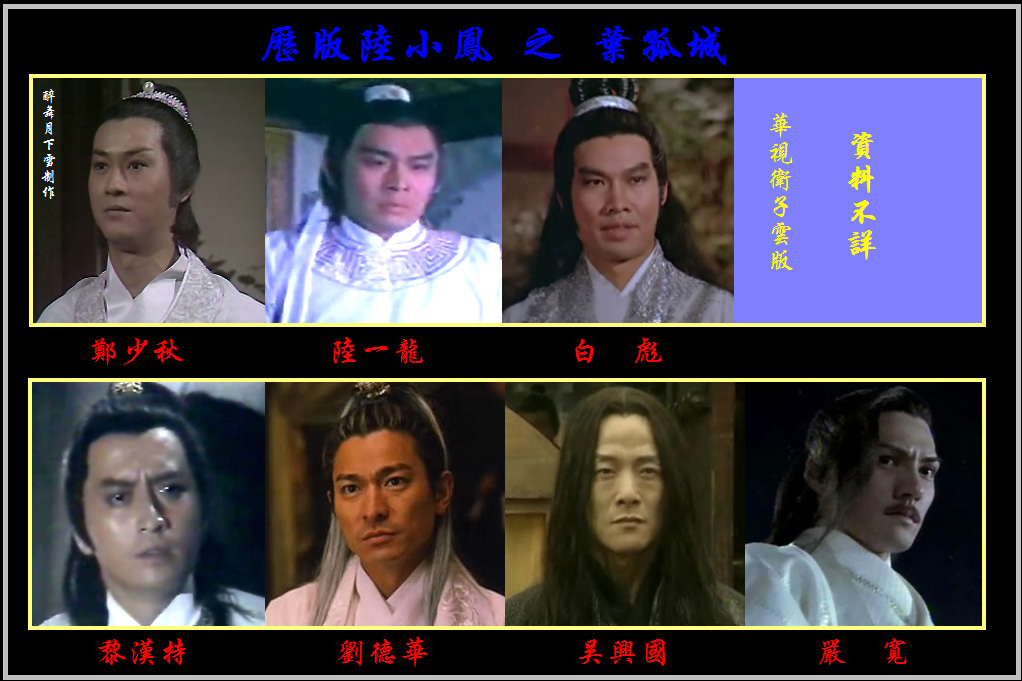 歷版陸小鳳 之 葉孤城
醉舞月下雪制作
華視衛子雲版
資料不詳
鄭少秋
陸一龍
白 彪
黎漢持
劉德華
吴興國
嚴 寬